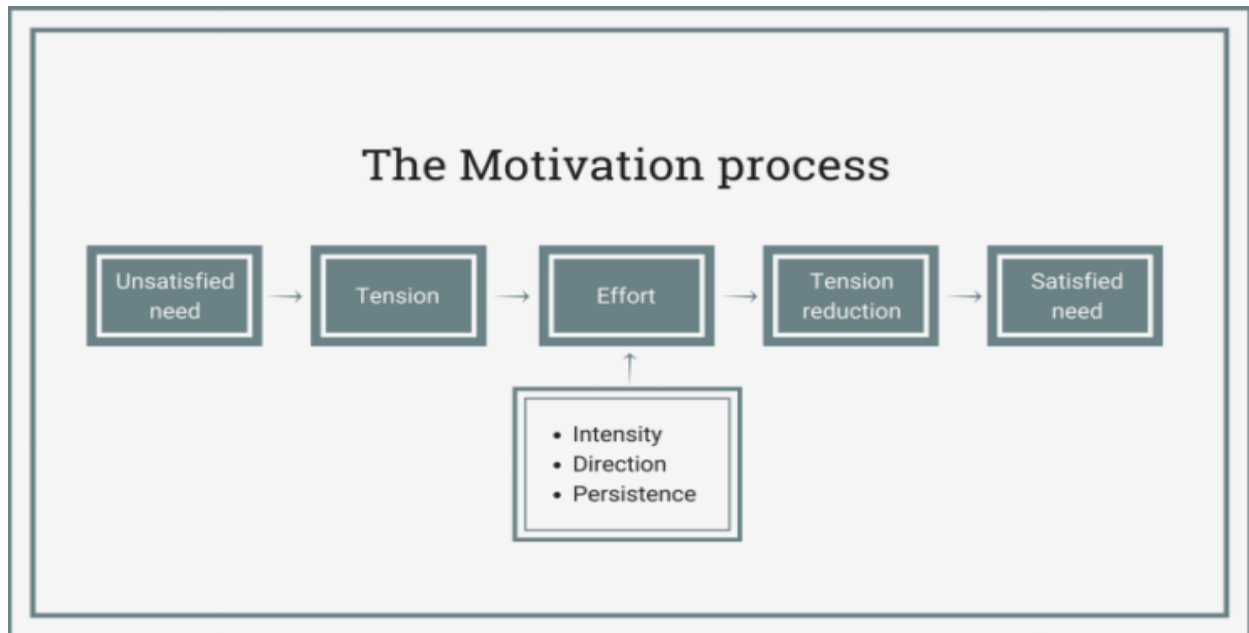 The Motivation process
Unsatisfied
need
Tension
Effort
Tension
reduction
Satisfied
need
• Intensity
• Direction
• Persistence